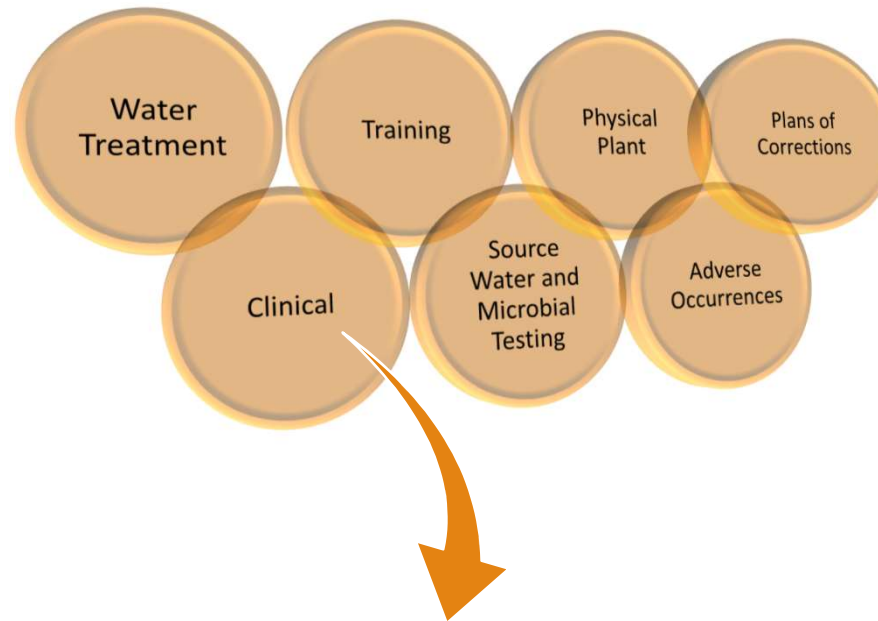 Water
Treatment
Training
Physical
Plant
Plans of
Corrections
Clinical
Source
Water and
Microbial
Testing
Adverse
Occurrences